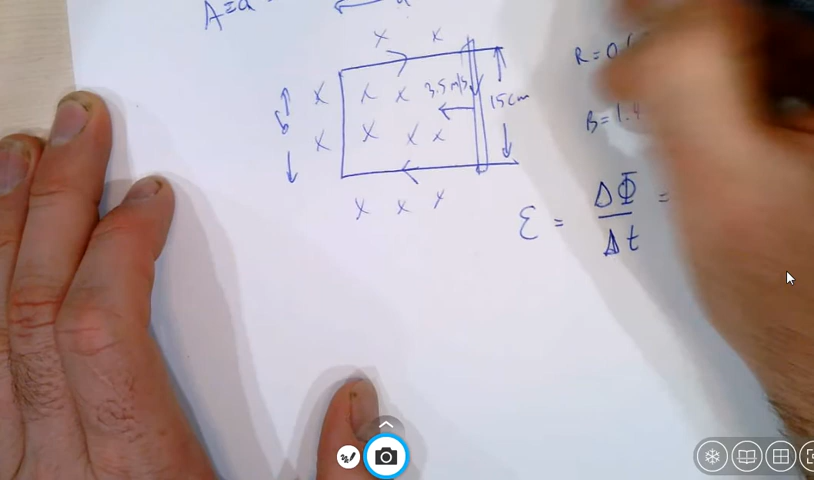 A=a
x x
R=0.
x x x 3.5 m/s 15cm
b
x x x x
B=1.4
x x x
ε = ΔΦ/Δt =